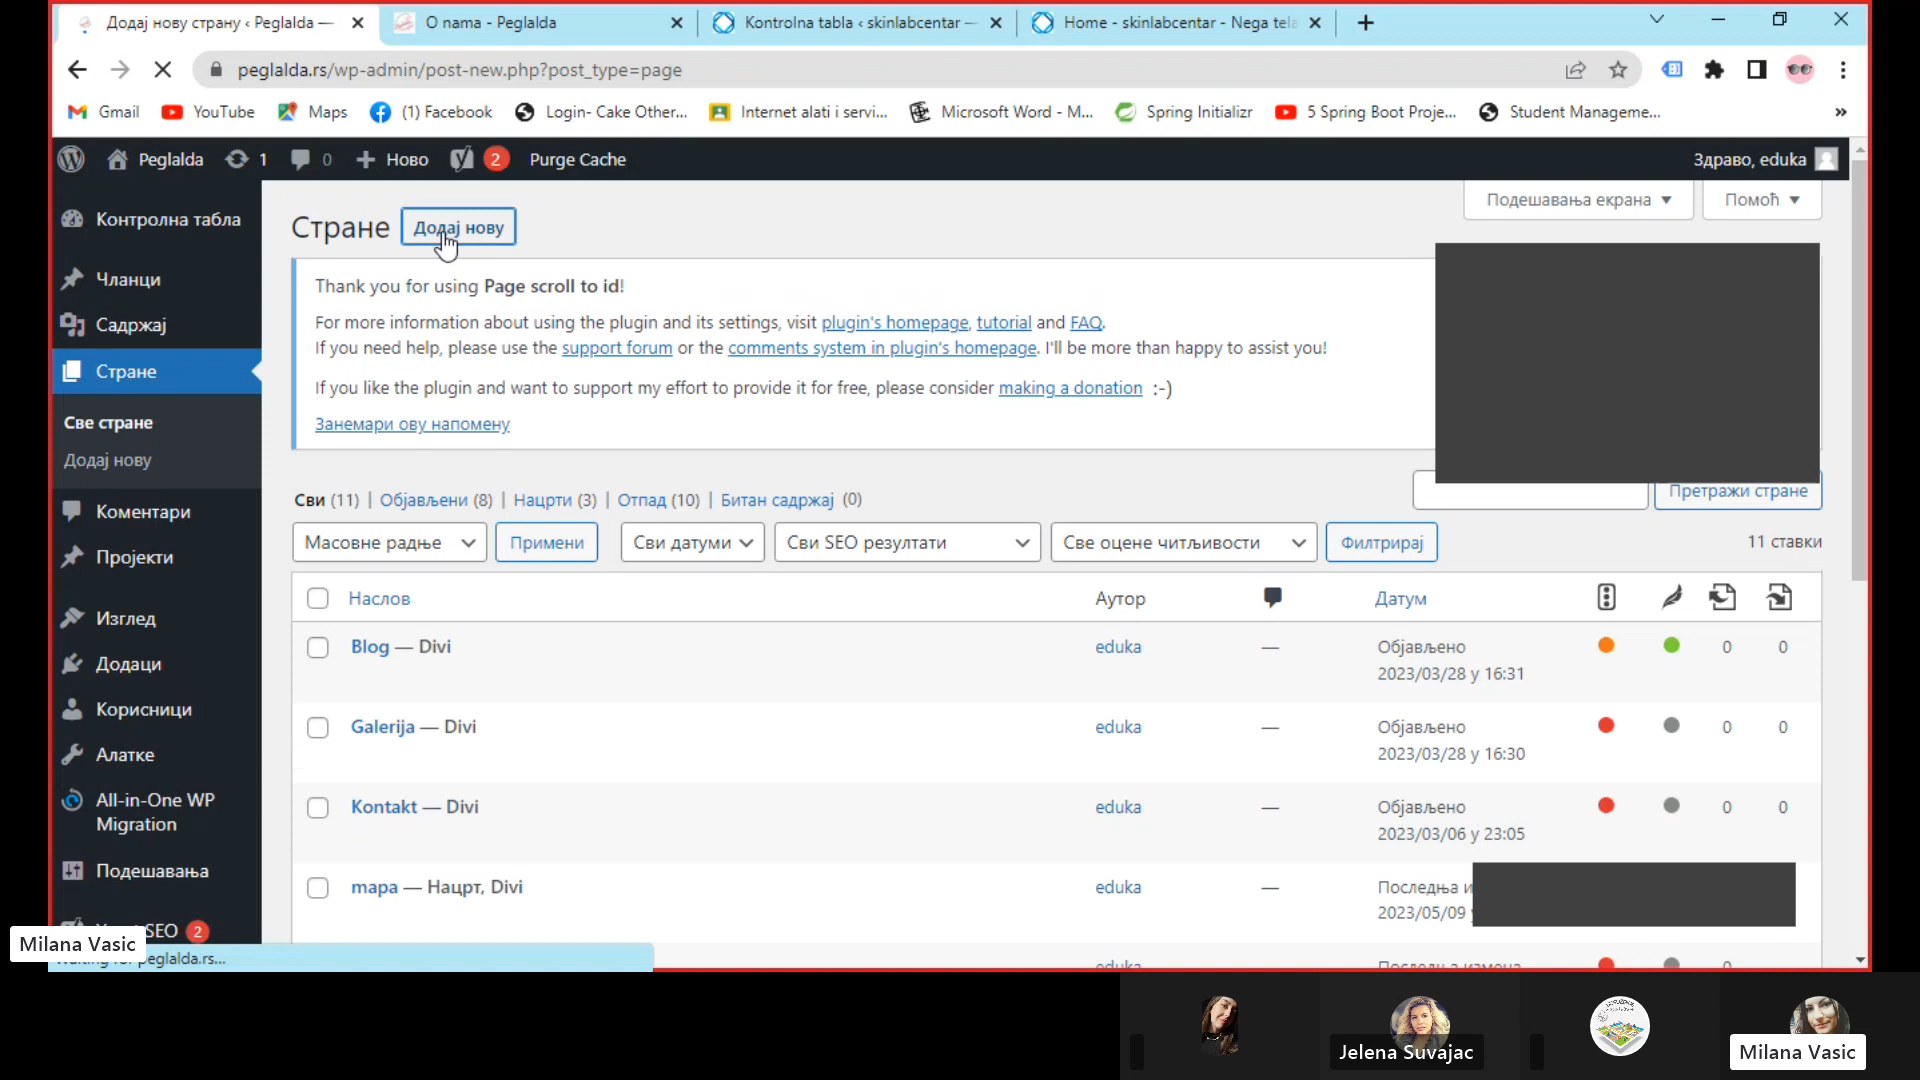 Додај нову страну ‹ Peglalda —
O nama - Peglalda
Kontrolna tabla ‹ skinlabcentar —
Home - skinlabcentar - Nega tela
peglalda.rs/wp-admin/post-new.php?post_type=page
Gmail
YouTube
Maps
(1) Facebook
Login- Cake Other...
Internet alati i servi...
Microsoft Word - M...
Spring Initializr
5 Spring Boot Proje...
Student Manageme...
»
Peglalda
1
0
Ново
2
Purge Cache
Здраво, eduka
Контролна табла
Чланци
Садржај
Стране
Све стране
Додај нову
Коментари
Пројекти
Изглед
Додаци
Корисници
Алатке
All-in-One WP
Migration
Подешавања
SEO 2
Подешавања екрана
Помоћ
Стране
Додај нову
Thank you for using Page scroll to id!
For more information about using the plugin and its settings, visit plugin's homepage, tutorial and FAQ.
If you need help, please use the support forum or the comments system in plugin's homepage. I'll be more than happy to assist you!
If you like the plugin and want to support my effort to provide it for free, please consider making a donation :-)
Занемари ову напомену
Сви (11) | Објављени (8) | Нацрти (3) | Отпад (10) | Битан садржај (0)
Претражи стране
Масовне радње
Примени
Сви датуми
Сви SEO резултати
Све оцене читљивости
Филтрирај
11 ставки
Наслов
Аутор
Датум
Blog — Divi
eduka
—
Објављено
2023/03/28 у 16:31
0
0
Galerija — Divi
eduka
—
Објављено
2023/03/28 у 16:30
0
0
Kontakt — Divi
eduka
—
Објављено
2023/03/06 у 23:05
0
0
mapa — Нацрт, Divi
eduka
—
Последња и
2023/05/09
eduka
Последња измена
0
Waiting for peglalda.rs...
Milana Vasic
Jelena Suvajac
Milana Vasic